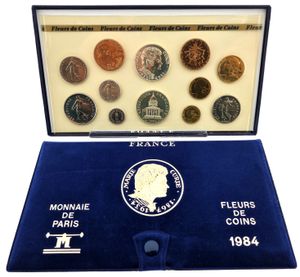 Fleurs de Coins Fleurs de Coins Fleurs de Coins
FRANCE
MARIE CURIE
1867 1934
MONNAIE
DE
PARIS
FLEURS
DE
COINS
1984